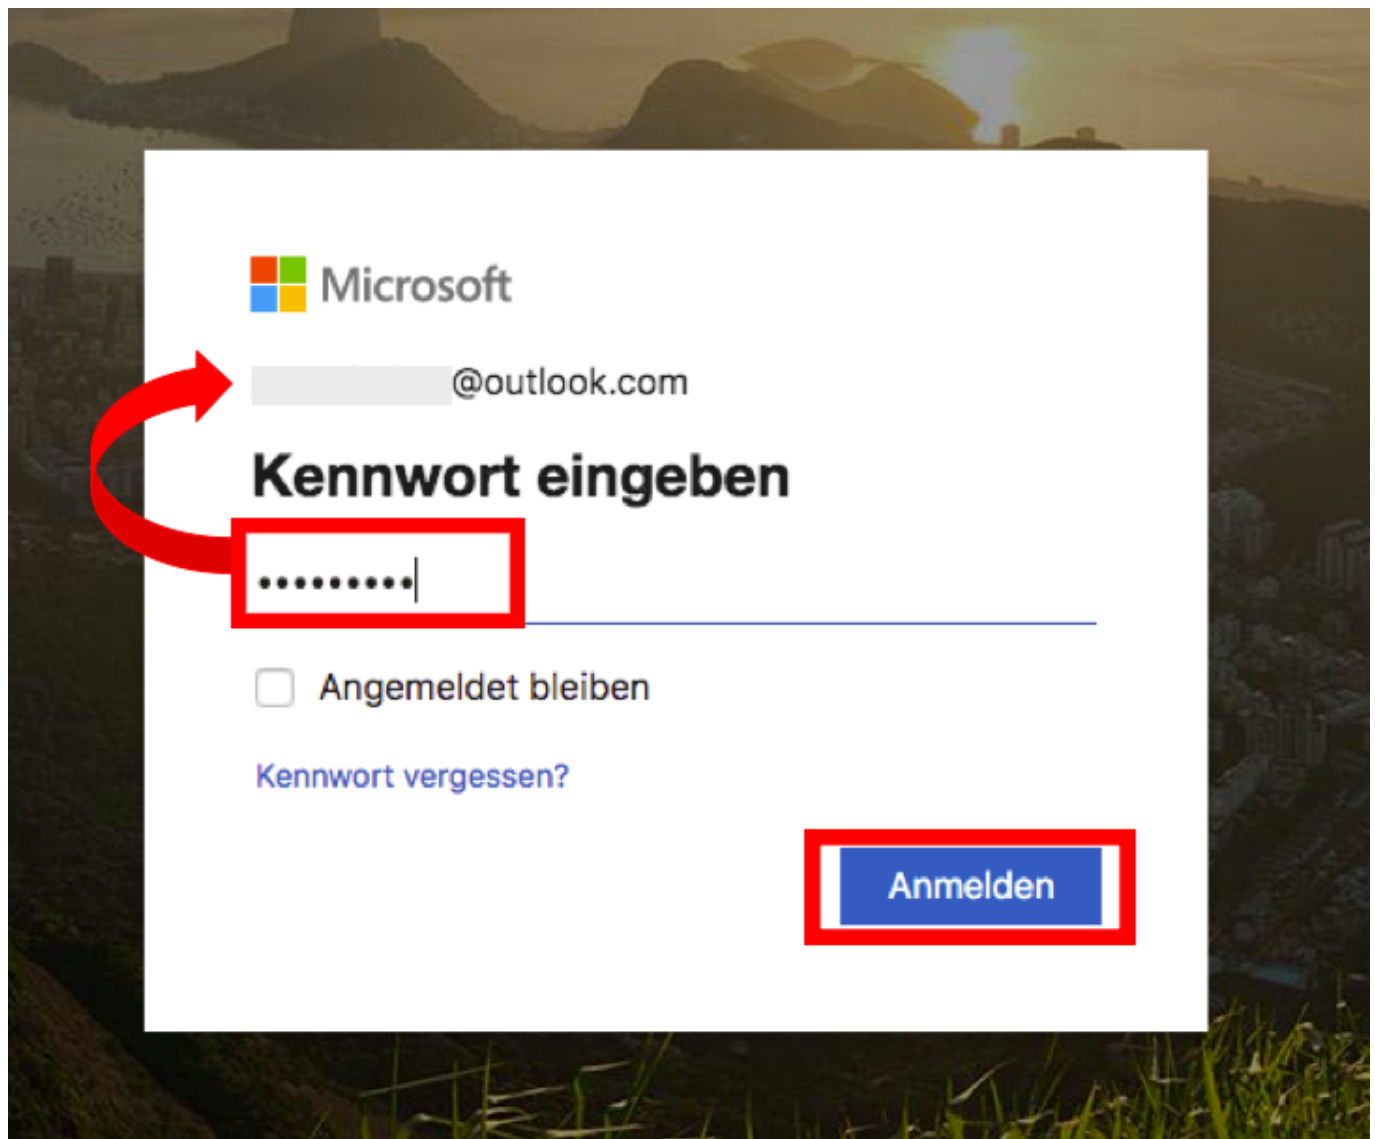 Microsoft
@outlook.com
Kennwort eingeben
•••••••••
Angemeldet bleiben
Kennwort vergessen?
Anmelden